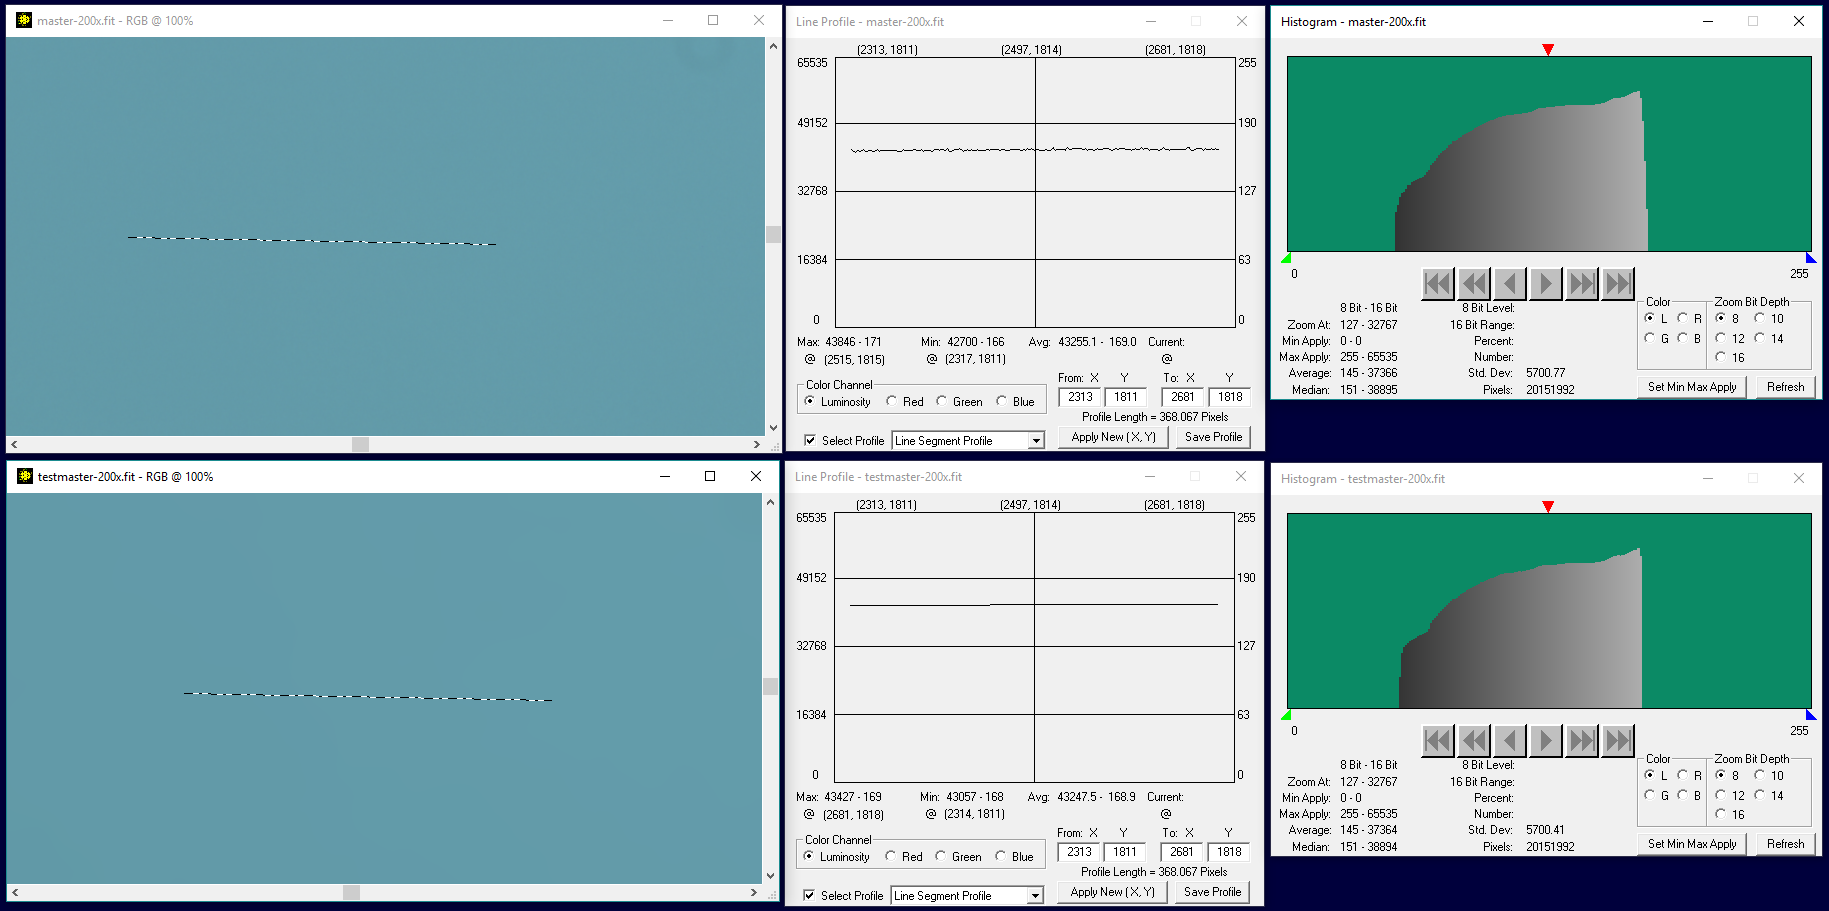 master-200x.fit - RGB @ 100%
Line Profile - master-200x.fit
(2313, 1811) (2497, 1814) (2681, 1818)
65535 255
49152 190
32768 127
16384 63
0 0
Max: 43846 - 171 Min: 42700 - 166 Avg: 43255.1 - 169.0 Current:
@ (2515, 1815) @ (2317, 1811) @
Color Channel From: X Y To: X Y
Luminosity Red Green Blue 2313 1811 2681 1818
Profile Length = 368.067 Pixels
Select Profile Line Segment Profile Apply New ( X, Y) Save Profile
Histogram - master-200x.fit
0 255
8 Bit - 16 Bit 8 Bit Level:
Zoom At: 127 - 32767 16 Bit Range:
Min Apply: 0 - 0 Percent:
Max Apply: 255 - 65535 Number:
Average: 145 - 37366 Std. Dev: 5700.77
Median: 151 - 38895 Pixels: 20151992
Color Zoom Bit Depth
L R 8 10
G B 12 14
16
Set Min Max Apply Refresh
testmaster-200x.fit - RGB @ 100%
Line Profile - testmaster-200x.fit
(2313, 1811) (2497, 1814) (2681, 1818)
65535 255
49152 190
32768 127
16384 63
0 0
Max: 43427 - 169 Min: 43057 - 168 Avg: 43247.5 - 168.9 Current:
@ (2681, 1818) @ (2314, 1811) @
Color Channel From: X Y To: X Y
Luminosity Red Green Blue 2313 1811 2681 1818
Profile Length = 368.067 Pixels
Select Profile Line Segment Profile Apply New ( X, Y) Save Profile
Histogram - testmaster-200x.fit
0 255
8 Bit - 16 Bit 8 Bit Level:
Zoom At: 127 - 32767 16 Bit Range:
Min Apply: 0 - 0 Percent:
Max Apply: 255 - 65535 Number:
Average: 145 - 37364 Std. Dev: 5700.41
Median: 151 - 38894 Pixels: 20151992
Color Zoom Bit Depth
L R 8 10
G B 12 14
16
Set Min Max Apply Refresh